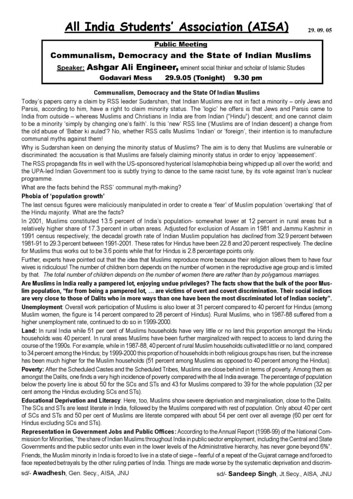 All India Students' Association (AISA) 29. 09. 05
Public Meeting
Communalism, Democracy and the State of Indian Muslims
Speaker: Ashgar Ali Engineer, eminent social thinker and scholar of Islamic Studies
Godavari Mess 29.9.05 (Tonight) 9.30 pm
Communalism, Democracy and the State Of Indian Muslims
Today's papers carry a claim by RSS leader Sudarshan, that Indian Muslims are not in fact a minority – only Jews and
Parsis, according to him, have a right to claim minority status. The 'logic' he offers is that Jews and Parsis came to
India from outside – whereas Muslims and Christians in India are from Indian ("Hindu") descent; and one cannot claim
to be a minority 'simply by changing one's faith'. Is this 'new' RSS line (Muslims are of Indian descent) a change from
the old abuse of 'Babar ki aulad'? No, whether RSS calls Muslims 'Indian' or 'foreign', their intention is to manufacture
communal myths against them!
Why is Sudarshan keen on denying the minority status of Muslims? The aim is to deny that Muslims are vulnerable or
discriminated: the accusation is that Muslims are falsely claiming minority status in order to enjoy 'appeasement'.
The RSS propaganda fits in well with the US-sponsored hysterical Islamophobia being whipped up all over the world; and
the UPA-led Indian Government too is subtly trying to dance to the same racist tune, by its vote against Iran's nuclear
programme.
What are the facts behind the RSS' communal myth-making?
Phobia of 'population growth'
The last census figures were maliciously manipulated in order to create a 'fear' of Muslim population 'overtaking' that of
the Hindu majority. What are the facts?
In 2001, Muslims constituted 13.5 percent of India's population- somewhat lower at 12 percent in rural areas but a
relatively higher share of 17.3 percent in urban areas. Adjusted for exclusion of Assam in 1981 and Jammu Kashmir in
1991 census respectively; the decadal growth rate of Indian Muslim population has declined from 32.9 percent between
1981-91 to 29.3 percent between 1991-2001. These rates for Hindus have been 22.8 and 20 percent respectively. The decline
for Muslims thus works out to be 3.6 points while that for Hindus is 2.8 percentage points only.
Further, experts have pointed out that the idea that Muslims reproduce more because their religion allows them to have four
wives is ridiculous! The number of children born depends on the number of women in the reproductive age group and is limited
by that. The total number of children depends on the number of women there are rather than by polygamous marriages.
Are Muslims in India really a pampered lot, enjoying undue privileges? The facts show that the bulk of the poor Mus-
lim population, "far from being a pampered lot, ... are victims of overt and covert discrimination. Their social indices
are very close to those of Dalits who in more ways than one have been the most discriminated lot of Indian society".
Unemployment: Overall work participation of Muslims is also lower at 31 percent compared to 40 percent for Hindus (among
Muslim women, the figure is 14 percent compared to 28 percent of Hindus). Rural Muslims, who in 1987-88 suffered from a
higher unemployment rate, continued to do so in 1999-2000.
Land: In rural India while 51 per cent of Muslims households have very little or no land this proportion amongst the Hindu
households was 40 percent. In rural areas Muslims have been further marginalized with respect to access to land during the
course of the 1990s. For example, while in 1987-88, 40 percent of rural Muslim households cultivated little or no land, compared
to 34 percent among the Hindus; by 1999-2000 this proportion of households in both religious groups has risen, but the increase
has been much higher for the Muslim households (51 percent among Muslims as opposed to 40 percent among the Hindus).
Poverty: After the Scheduled Castes and the Scheduled Tribes, Muslims are close behind in terms of poverty. Among them as
amongst the Dalits, one finds a very high incidence of poverty compared with the all India average. The percentage of population
below the poverty line is about 50 for the SCs and STs and 43 for Muslims compared to 39 for the whole population (32 per
cent among the Hindus excluding SCs and STs).
Educational Deprivation and Literacy: Here, too, Muslims show severe deprivation and marginalisation, close to the Dalits.
The SCs and STs are least literate in India, followed by the Muslims compared with rest of population. Only about 40 per cent
of SCs and STs and 50 per cent of Muslims are literate compared with about 54 per cent over all average (60 per cent for
Hindus excluding SCs and STs).
Representation in Government Jobs and Public Offices: According to the Annual Report (1998-99) of the National Com-
mission for Minorities, "the share of Indian Muslims throughout India in public sector employment, including the Central and State
Governments and the public sector units even in the lower levels of the Administrative hierarchy, has never gone beyond 6%".
Friends, the Muslim minority in India is forced to live in a state of siege – fearful of a repeat of the Gujarat carnage and forced to
face repeated betrayals by the other ruling parties of India. Things are made worse by the systematic deprivation and discrim-
sd/- Awadhesh, Gen. Secy., AISA, JNU sd/- Sandeep Singh, Jt.Secy., AISA, JNU